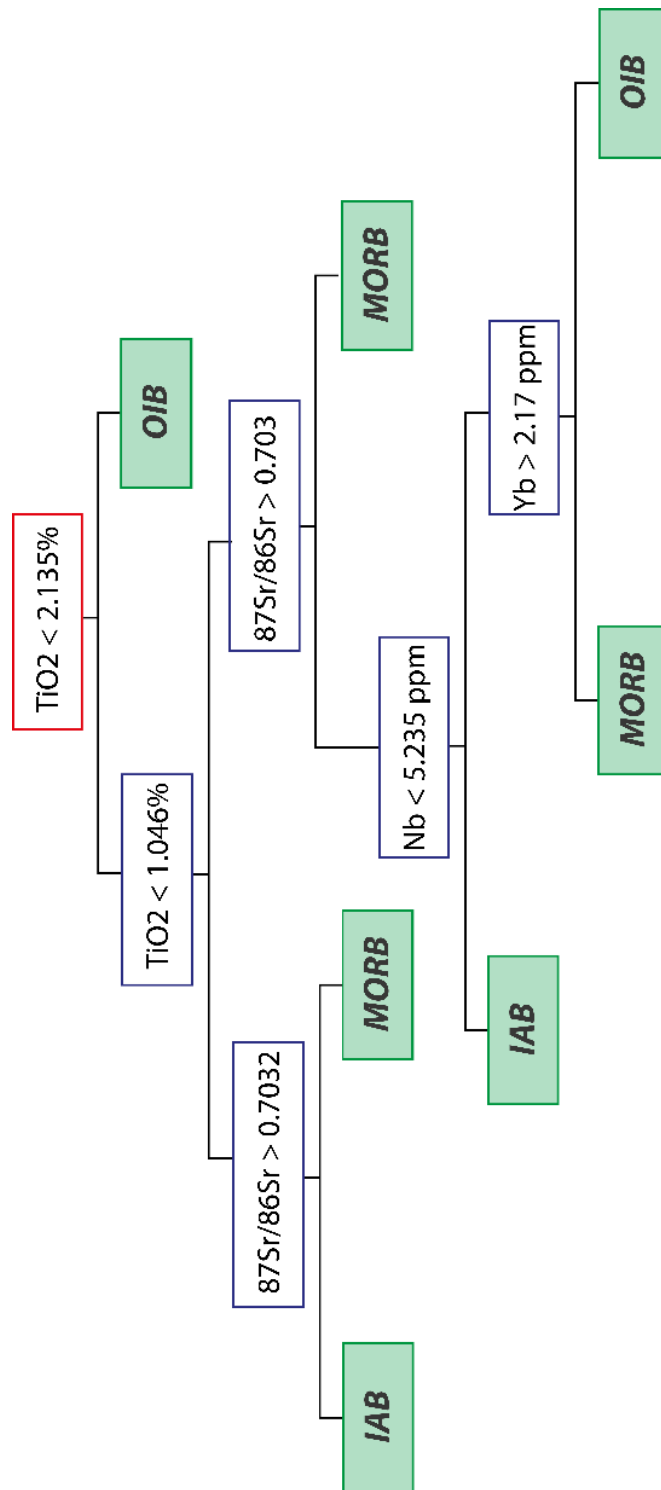 TiO2 < 2.135%
TiO2 < 1.046%
OIB
87Sr/86Sr > 0.7032
87Sr/86Sr > 0.703
IAB
MORB
Nb < 5.235 ppm
MORB
IAB
Yb > 2.17 ppm
MORB
OIB